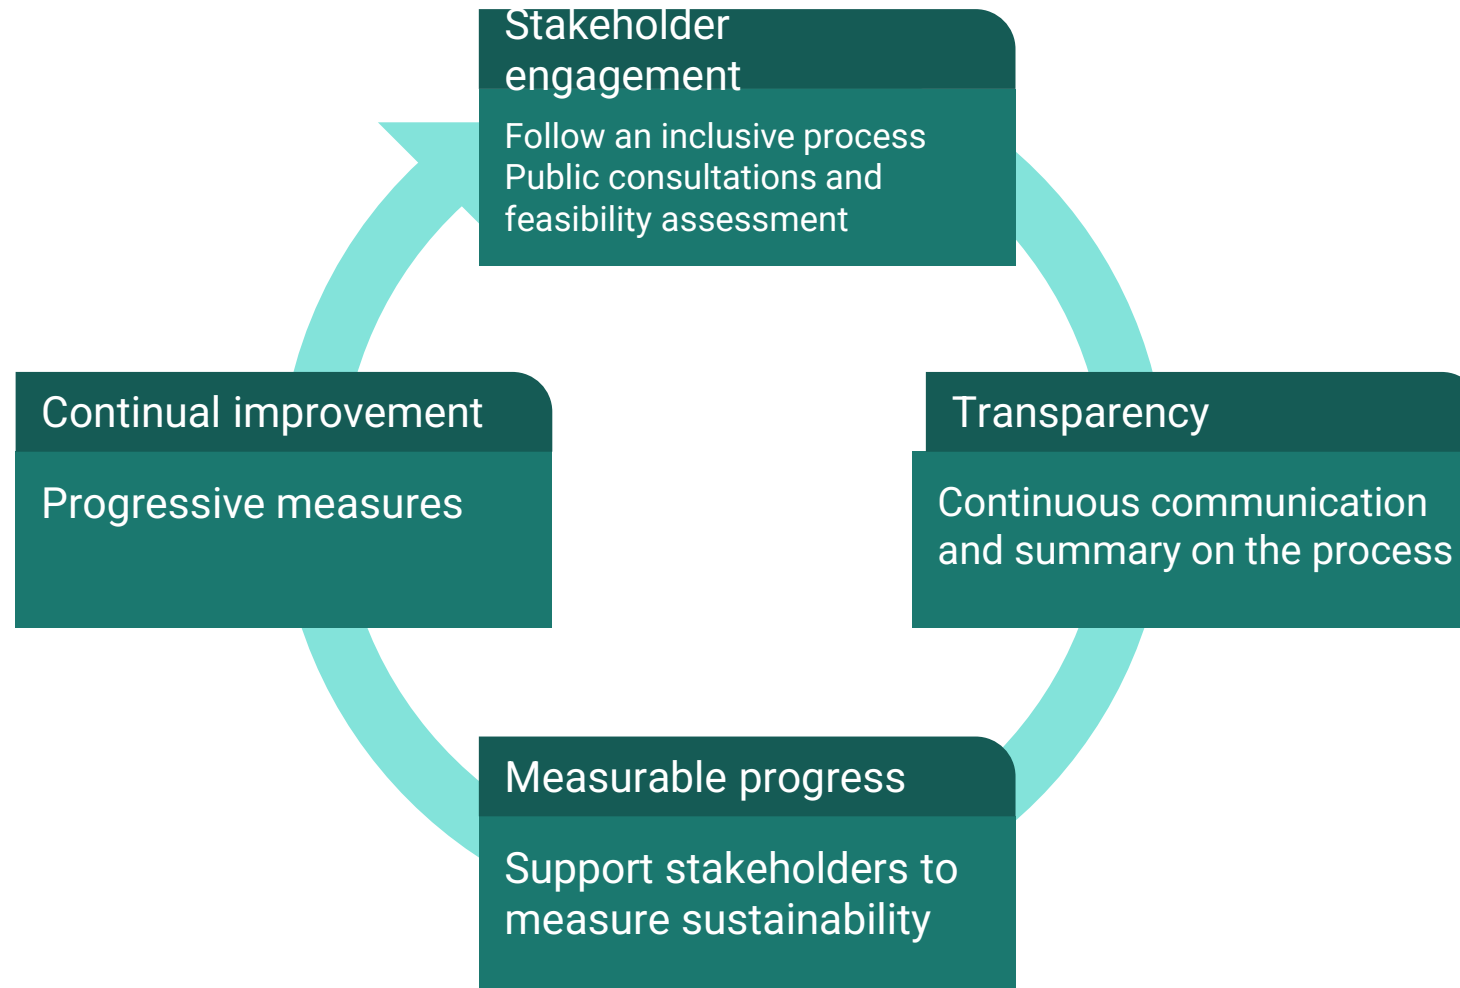 Stakeholder
engagement
Follow an inclusive process
Public consultations and
feasibility assessment
Continual improvement
Progressive measures
Transparency
Continuous communication
and summary on the process
Measurable progress
Support stakeholders to
measure sustainability